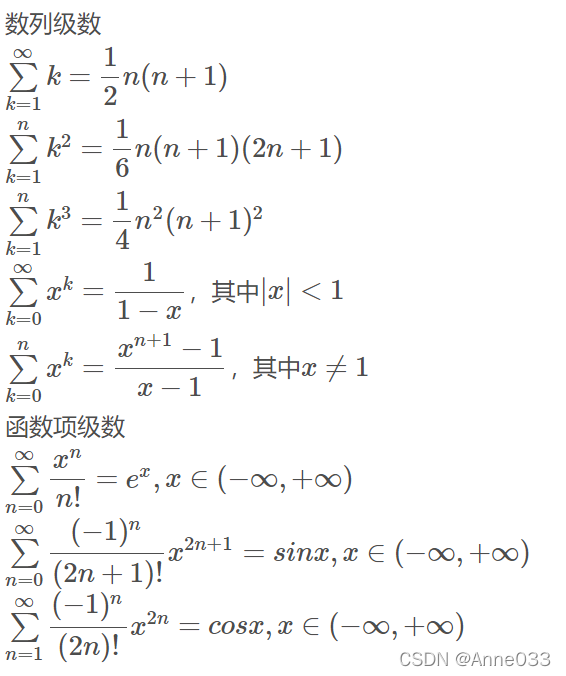 数列级数
\sum_{k=1}^{\infty} k = \frac{1}{2}n(n+1)
\sum_{k=1}^{n} k^2 = \frac{1}{6}n(n+1)(2n+1)
\sum_{k=1}^{n} k^3 = \frac{1}{4}n^2(n+1)^2
\sum_{k=0}^{\infty} x^k = \frac{1}{1-x}, 其中|x| < 1
\sum_{k=0}^{n} x^k = \frac{x^{n+1}-1}{x-1}, 其中x \neq 1
函数项级数
\sum_{n=0}^{\infty} \frac{x^n}{n!} = e^x, x \in (-\infty, +\infty)
\sum_{n=0}^{\infty} \frac{(-1)^n}{(2n+1)!} x^{2n+1} = sinx, x \in (-\infty, +\infty)
\sum_{n=1}^{\infty} \frac{(-1)^n}{(2n)!} x^{2n} = cosx, x \in (-\infty, +\infty)
CSDN @Anne033